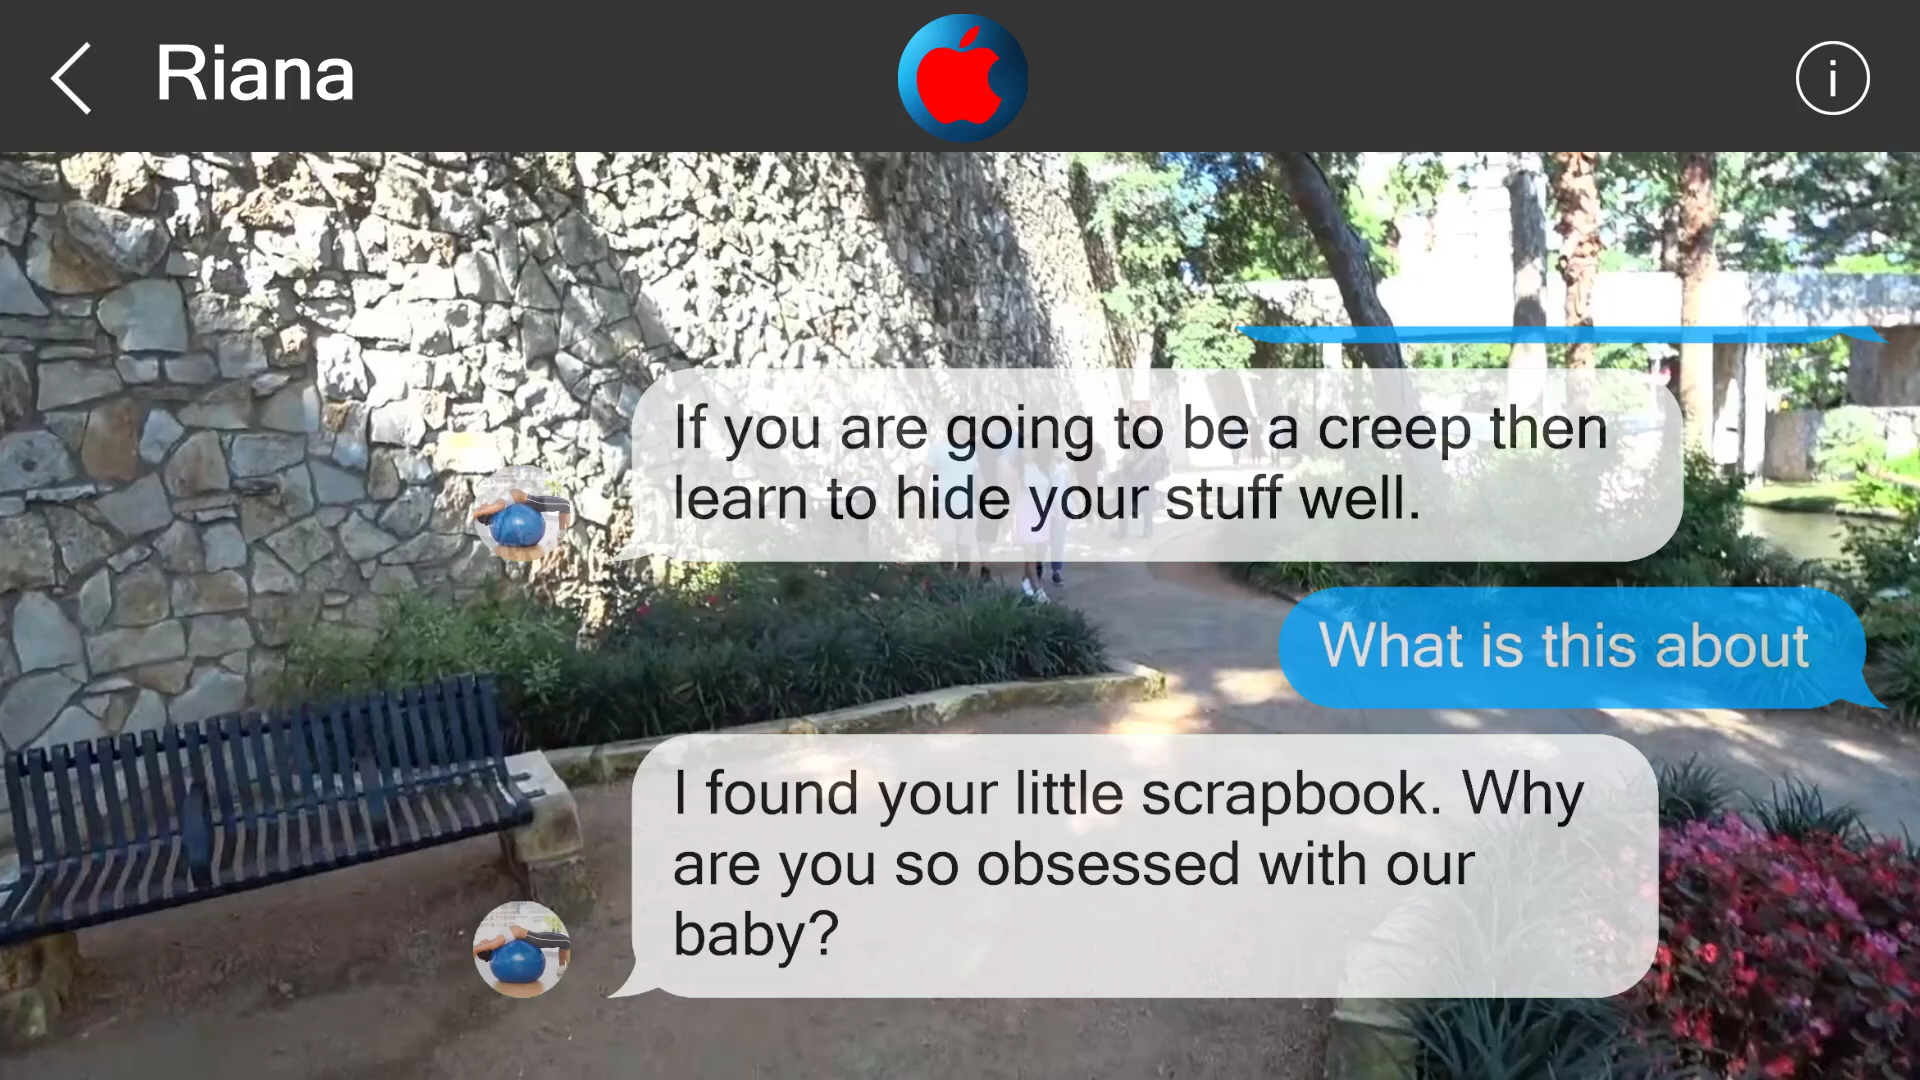 Riana
i
If you are going to be a creep then
learn to hide your stuff well.
What is this about
I found your little scrapbook. Why
are you so obsessed with our
baby?